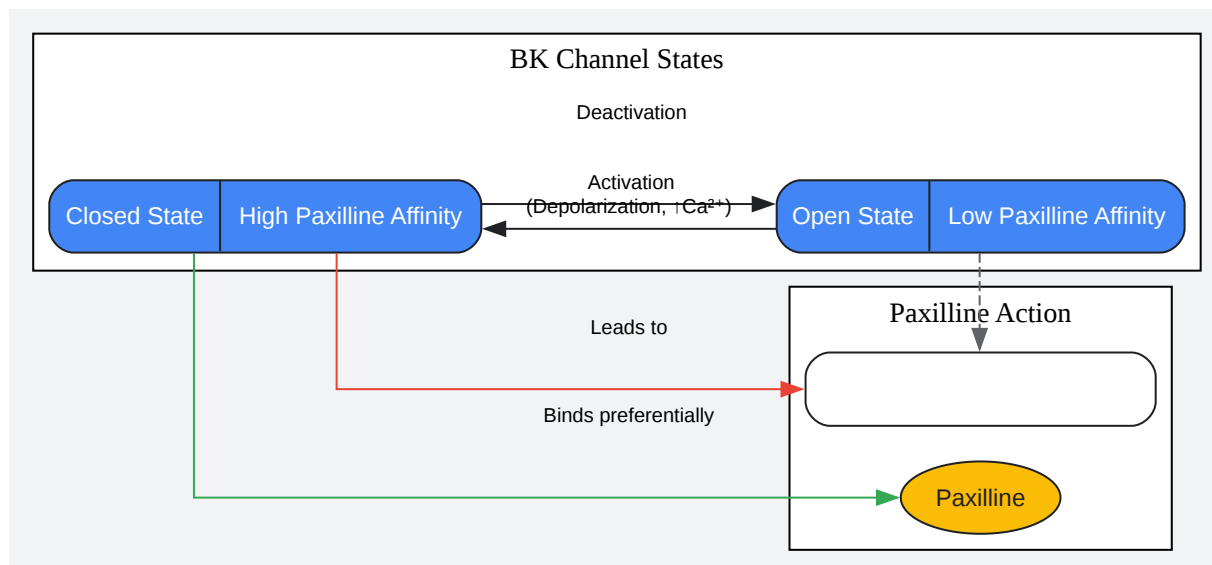 BK Channel States
Deactivation
Activation
(Depolarization, ↑Ca²⁺)
Closed State
High Paxilline Affinity
Open State
Low Paxilline Affinity
Paxilline Action
Leads to
Binds preferentially
Paxilline